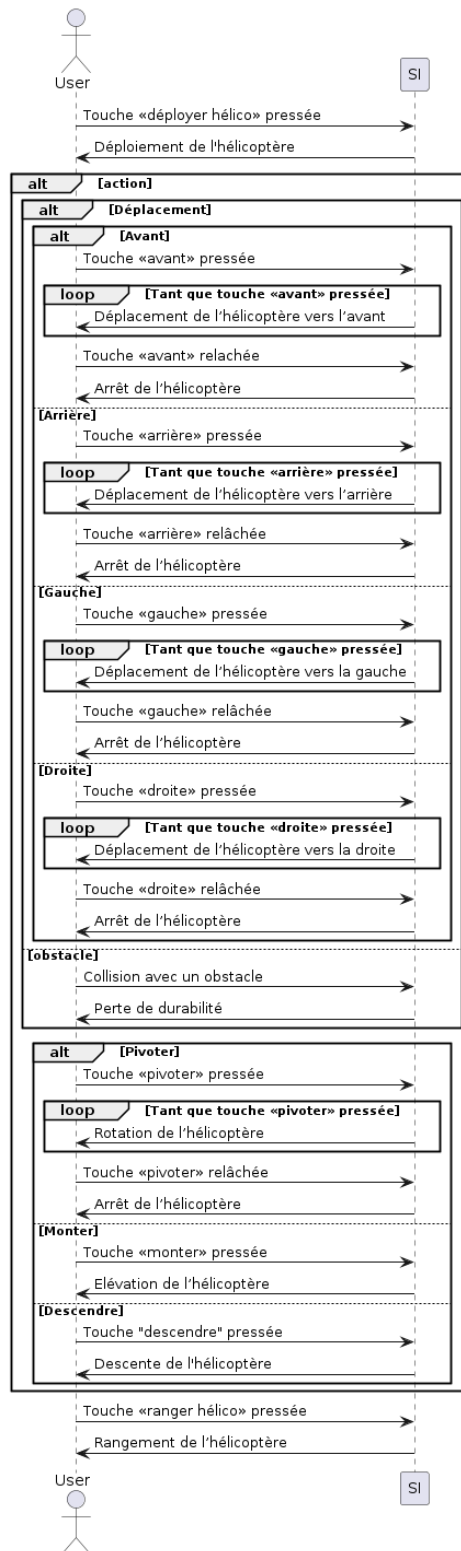 User
SI
Touche «déployer hélico» pressée
Déploiement de l'hélicoptère
alt [action]
alt [Déplacement]
alt [Avant]
Touche «avant» pressée
loop [Tant que touche «avant» pressée]
Déplacement de l’hélicoptère vers l’avant
Touche «avant» relachée
Arrêt de l’hélicoptère
[Arrière]
Touche «arrière» pressée
loop [Tant que touche «arrière» pressée]
Déplacement de l’hélicoptère vers l’arrière
Touche «arrière» relâchée
Arrêt de l’hélicoptère
[Gauche]
Touche «gauche» pressée
loop [Tant que touche «gauche» pressée]
Déplacement de l’hélicoptère vers la gauche
Touche «gauche» relâchée
Arrêt de l’hélicoptère
[Droite]
Touche «droite» pressée
loop [Tant que touche «droite» pressée]
Déplacement de l’hélicoptère vers la droite
Touche «droite» relâchée
Arrêt de l’hélicoptère
[obstacle]
Collision avec un obstacle
Perte de durabilité
alt [Pivoter]
Touche «pivoter» pressée
loop [Tant que touche «pivoter» pressée]
Rotation de l’hélicoptère
Touche «pivoter» relâchée
Arrêt de l’hélicoptère
[Monter]
Touche «monter» pressée
Elévation de l’hélicoptère
[Descendre]
Touche "descendre" pressée
Descente de l'hélicoptère
Touche «ranger hélico» pressée
Rangement de l’hélicoptère
User
SI